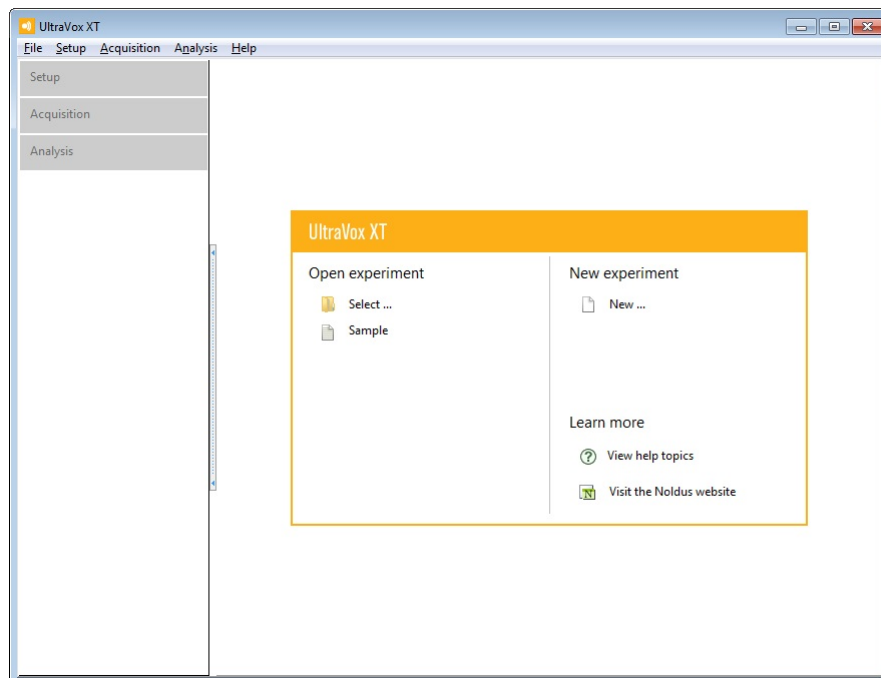 UltraVox XT
File Setup Acquisition Analysis Help
Setup
Acquisition
Analysis
UltraVox XT
Open experiment
Select ...
Sample
New experiment
New ...
Learn more
View help topics
Visit the Noldus website